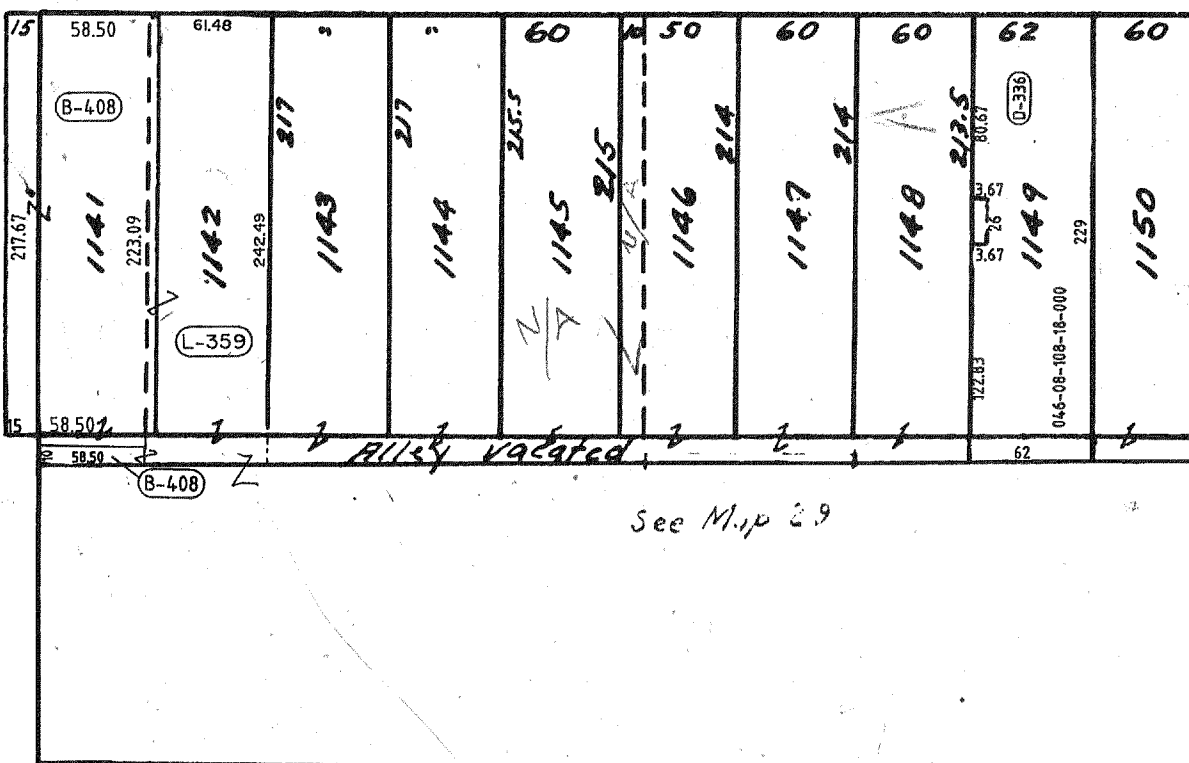 15 58.50 61.48 " " 60 10 50 60 60 62 60
B-408 D-336
217 217 215.5 215 214 214 213.5 80.67
217.67 1141 223.09 1142 242.49 1143 1144 1145 1146 1147 1148 3.67 26 3.67 1149 229 1150
L-359
122.83 046-08-108-18-000
15 58.50
58.50 Alley vacated 62
B-408
See Map 29